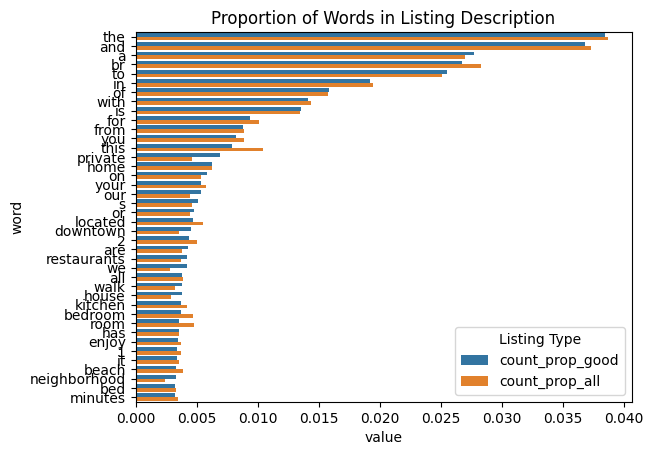 Proportion of Words in Listing Description
word
the
and
a
br
to
in
of
with
is
for
from
you
this
private
home
on
your
our
s
or
located
downtown
2
are
restaurants
we
all
walk
house
kitchen
bedroom
room
has
enjoy
it
beach
neighborhood
bed
minutes
Listing Type
count_prop_good
count_prop_all
0.000 0.005 0.010 0.015 0.020 0.025 0.030 0.035 0.040
value